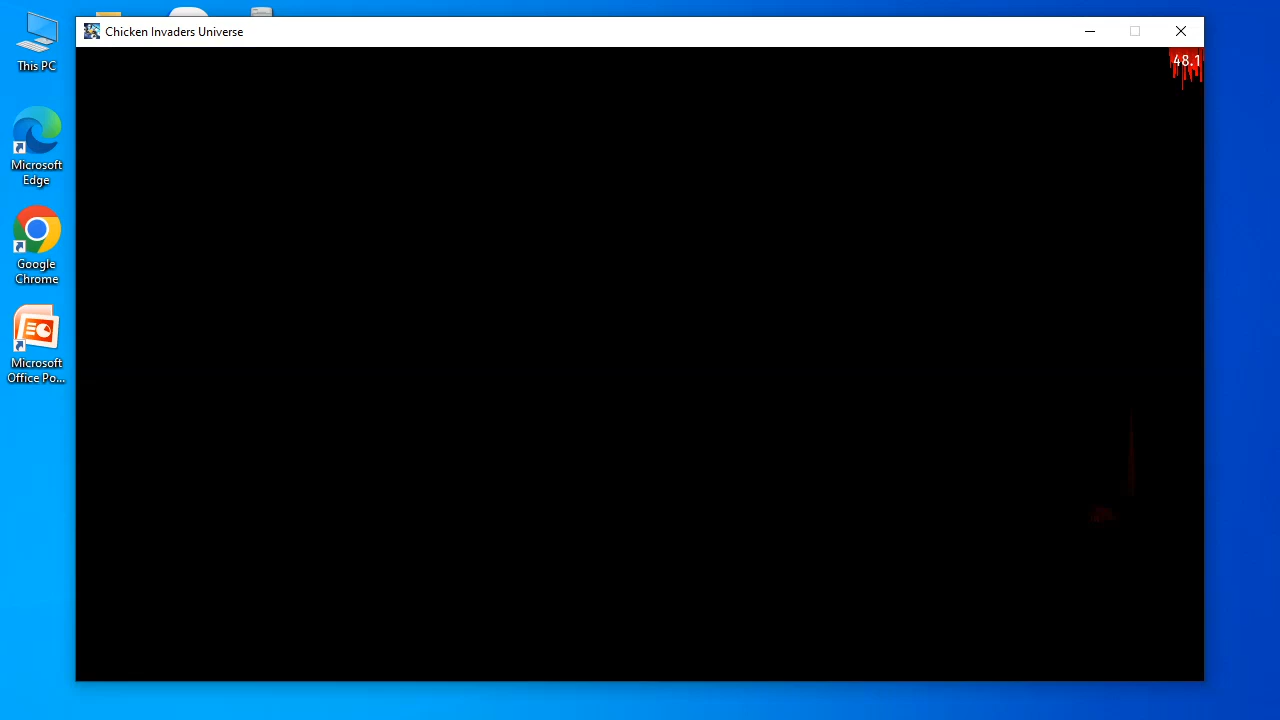 Chicken Invaders Universe
48.1
This PC
Microsoft
Edge
Google
Chrome
Microsoft
Office Po...